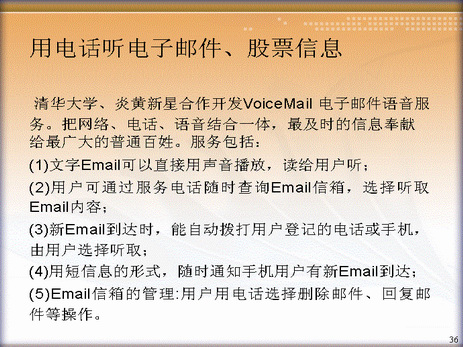 用电话听电子邮件、股票信息
清华大学、炎黄新星合作开发VoiceMail 电子邮件语音服
务。把网络、电话、语音结合一体，最及时的信息奉献
给最广大的普通百姓。服务包括:
(1)文字Email可以直接用声音播放，读给用户听；
(2)用户可通过服务电话随时查询Email信箱，选择听取
Email内容；
(3)新Email到达时，能自动拨打用户登记的电话或手机，
由用户选择听取；
(4)用短信息的形式，随时通知手机用户有新Email到达；
(5)Email信箱的管理:用户用电话选择删除邮件、回复邮
件等操作。
36